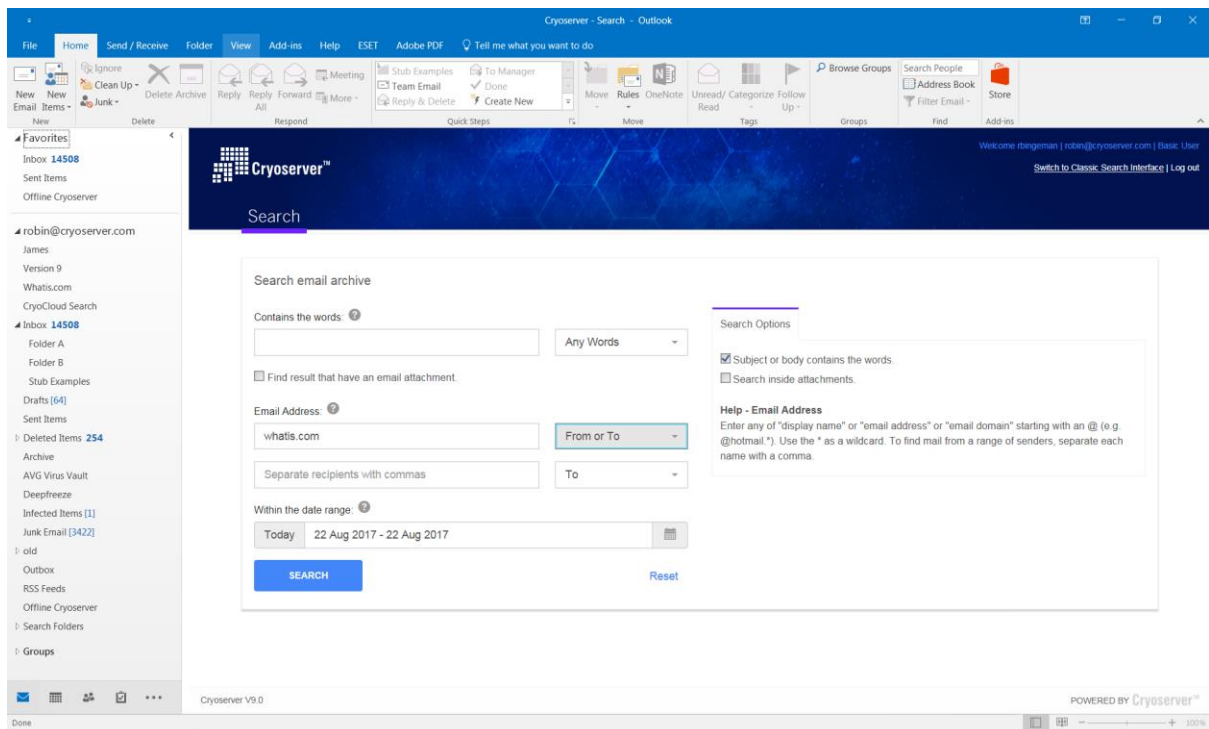 Cryoserver - Search - Outlook
File Home Send / Receive Folder View Add-ins Help ESET Adobe PDF Tell me what you want to do
New Email
New Items
Ignore
Clean Up
Junk
Delete
Archive
Reply
Reply All
Forward
Meeting
More
Stub Examples
Team Email
Reply & Delete
To Manager
Done
Create New
Move
Rules
OneNote
Unread/ Read
Categorize
Follow Up
Browse Groups
Search People
Address Book
Filter Email
Store
New Delete Respond Quick Steps Move Tags Groups Find Add-ins
Favorites
Inbox 14508
Sent Items
Offline Cryoserver
robin@cryoserver.com
James
Version 9
Whatis.com
CryoCloud Search
Inbox 14508
Folder A
Folder B
Stub Examples
Drafts [64]
Sent Items
Deleted Items 254
Archive
AVG Virus Vault
Deepfreeze
Infected Items [1]
Junk Email [3422]
old
Outbox
RSS Feeds
Offline Cryoserver
Search Folders
Groups
Cryoserver™
Welcome rbingeman | robin@cryoserver.com | Basic User
Switch to Classic Search Interface | Log out
Search
Search email archive
Contains the words: ?
Any Words
Find result that have an email attachment.
Email Address: ?
whatis.com From or To
Separate recipients with commas To
Within the date range: ?
Today 22 Aug 2017 - 22 Aug 2017
SEARCH Reset
Search Options
Subject or body contains the words.
Search inside attachments.
Help - Email Address
Enter any of "display name" or "email address" or "email domain" starting with an @ (e.g.
@hotmail.*). Use the * as a wildcard. To find mail from a range of senders, separate each
name with a comma.
Cryoserver V9.0
POWERED BY Cryoserver™
Done
100%